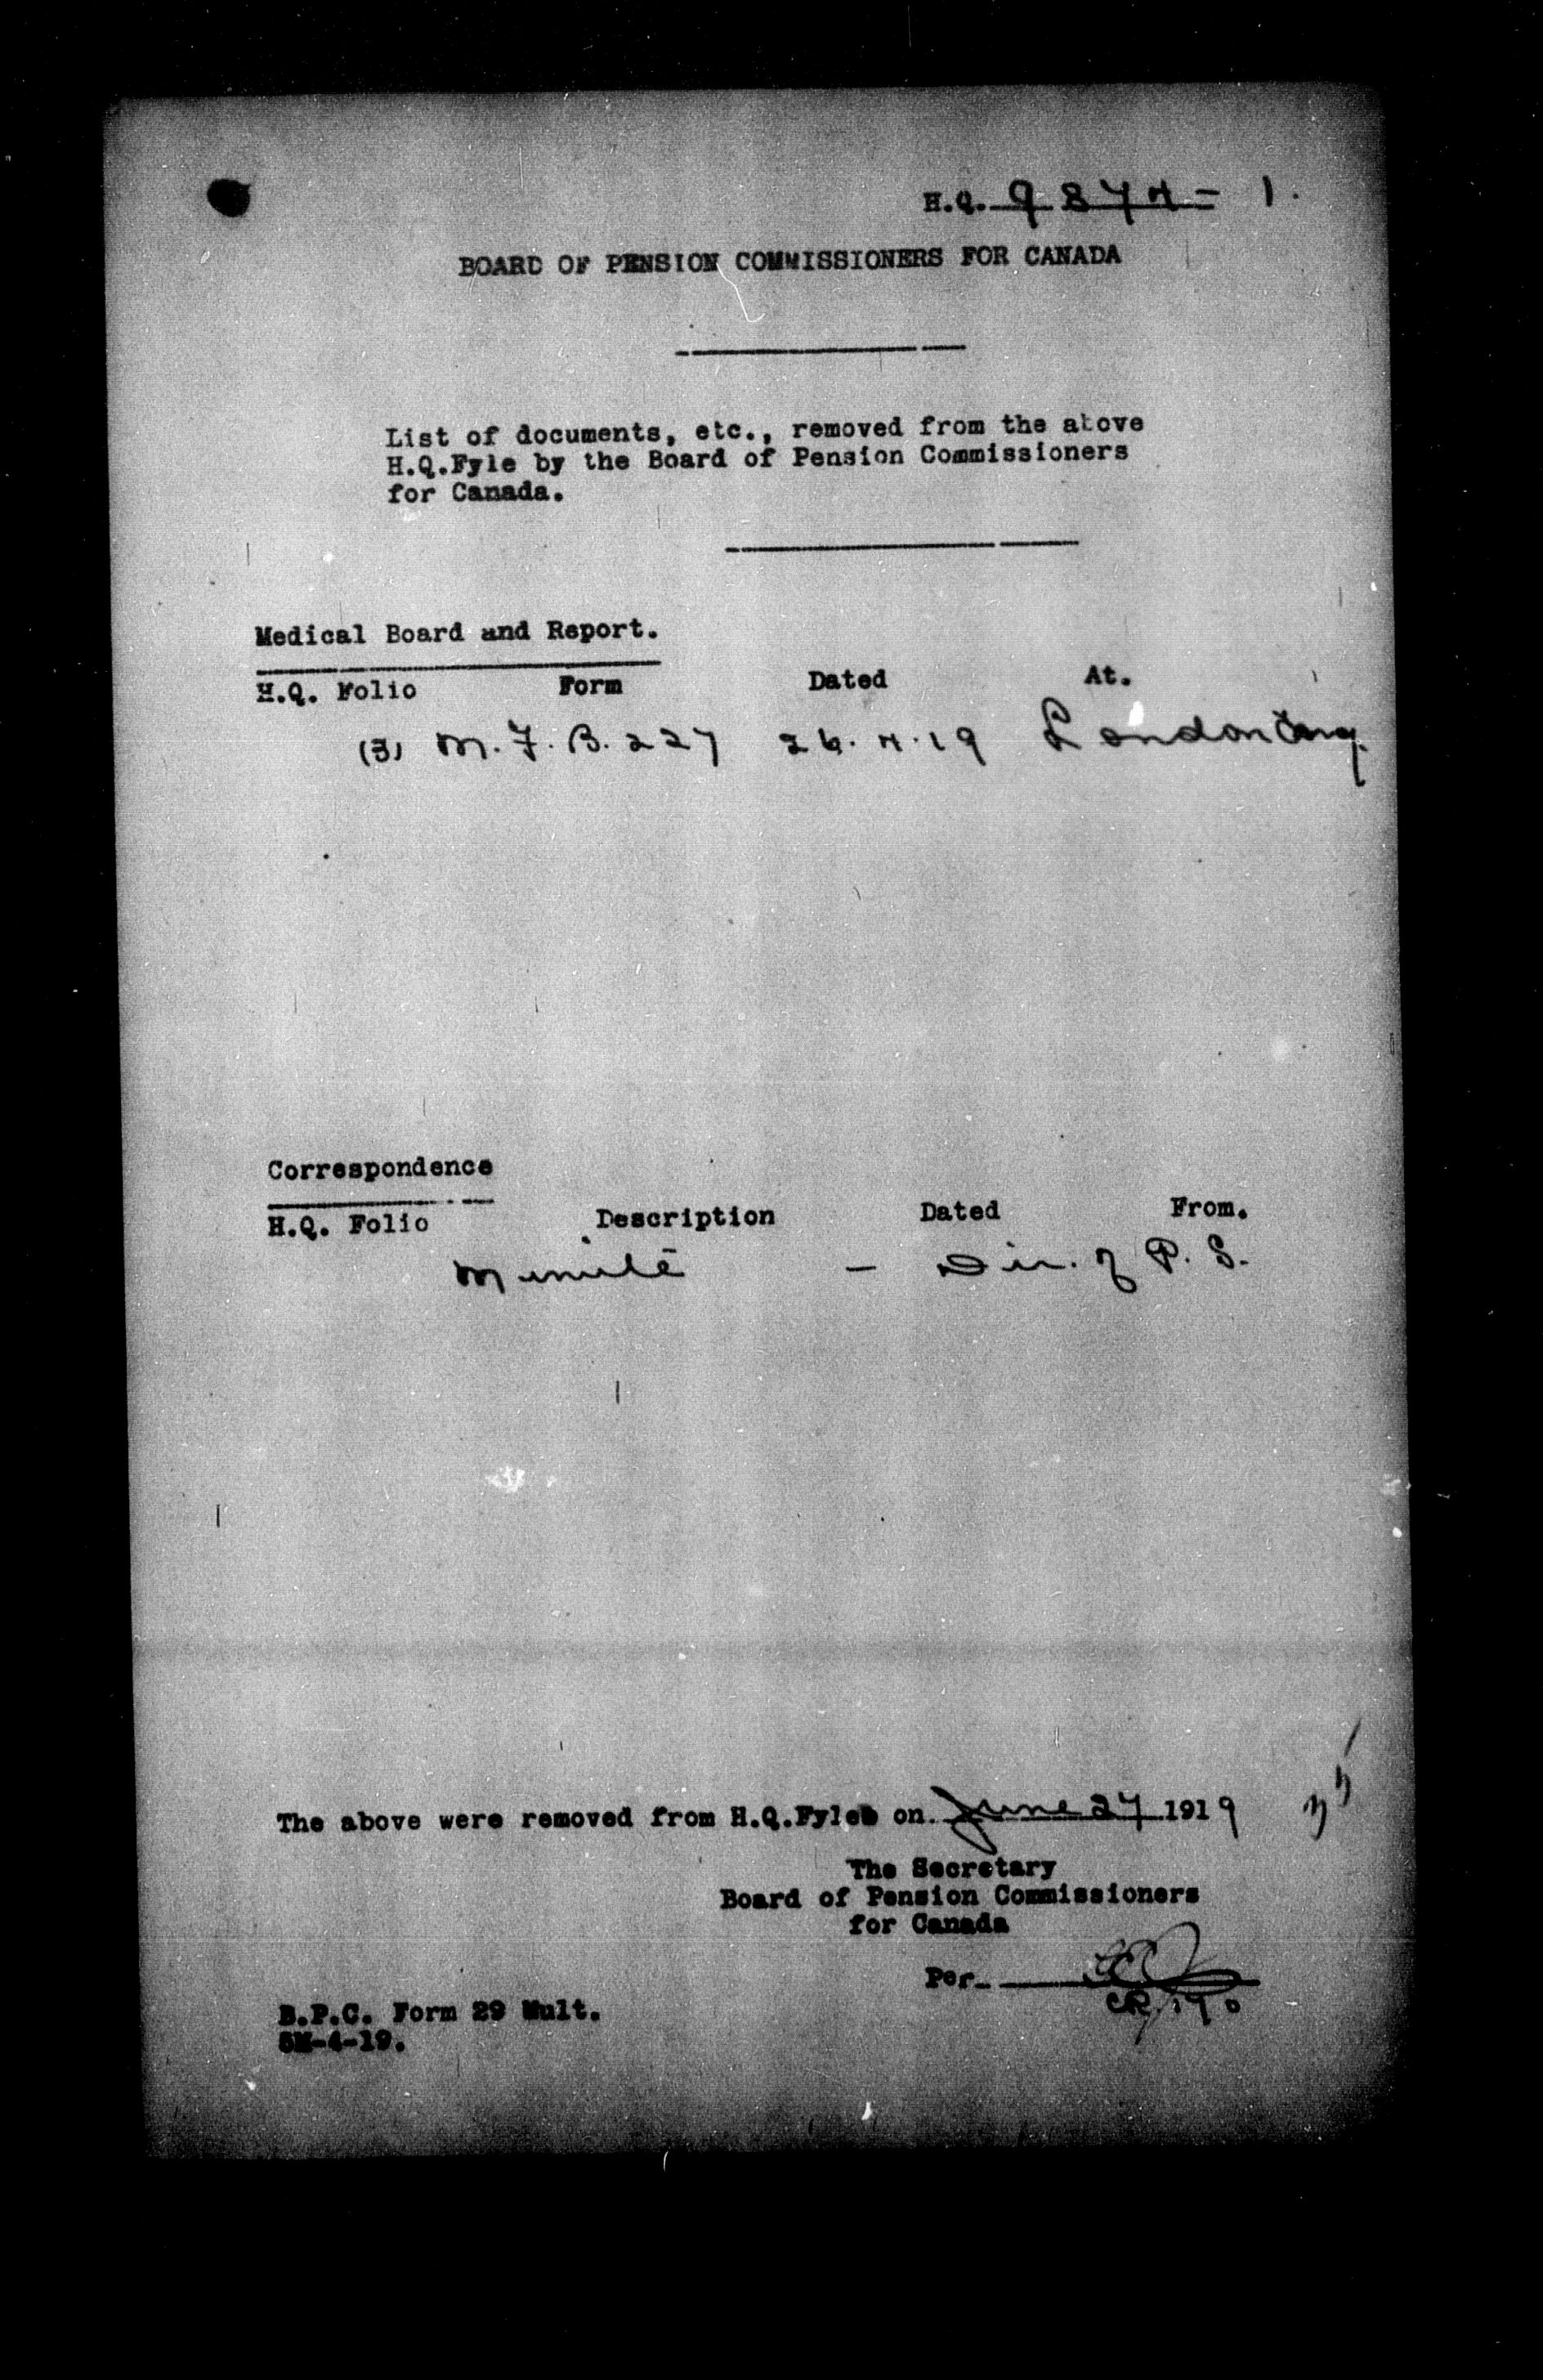 H.Q. 9874-1.
BOARD OF PENSION COMMISSIONERS FOR CANADA
List of documents, etc., removed from the above
H.Q.Fyle by the Board of Pension Commissioners
for Canada.
Medical Board and Report.
H.Q. Folio Form Dated At.
(3) M.F.B. 227 26.4.19 London Eng.
Correspondence
H.Q. Folio Description Dated From.
Minute - Dir. of P.S.
The above were removed from H.Q.Fyles on June 27 1919
The Secretary
Board of Pension Commissioners
for Canada
Per
B.P.C. Form 29 Mult.
5M-4-19.